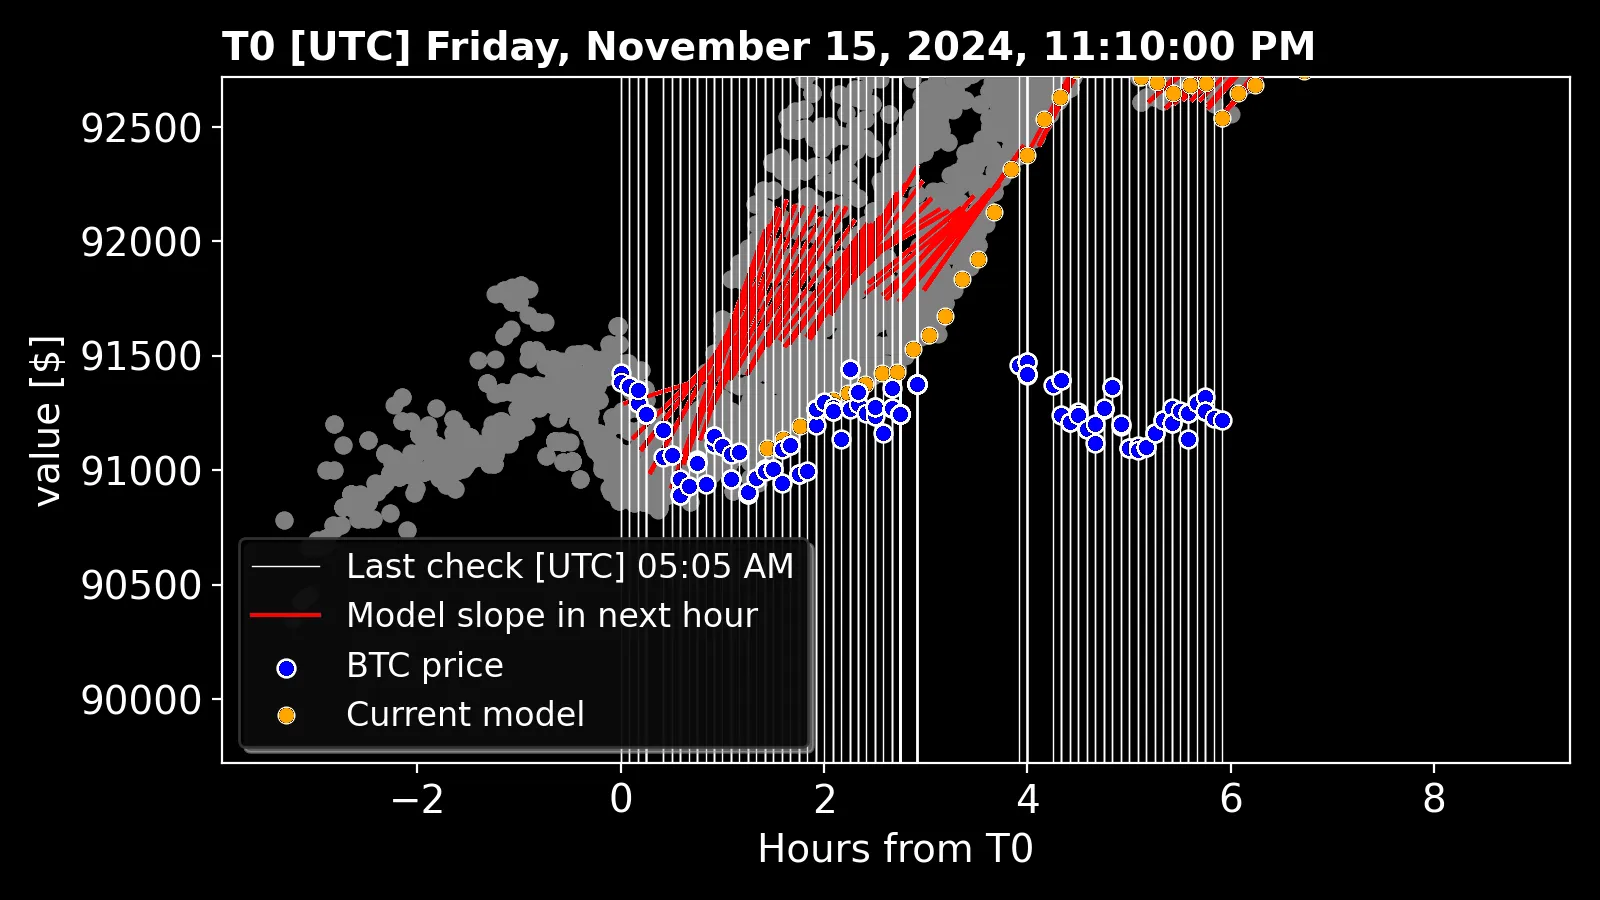 T0 [UTC] Friday, November 15, 2024, 11:10:00 PM
92500
92000
91500
91000
90500
90000
value [$]
Last check [UTC] 05:05 AM
Model slope in next hour
BTC price
Current model
−2 0 2 4 6 8
Hours from T0